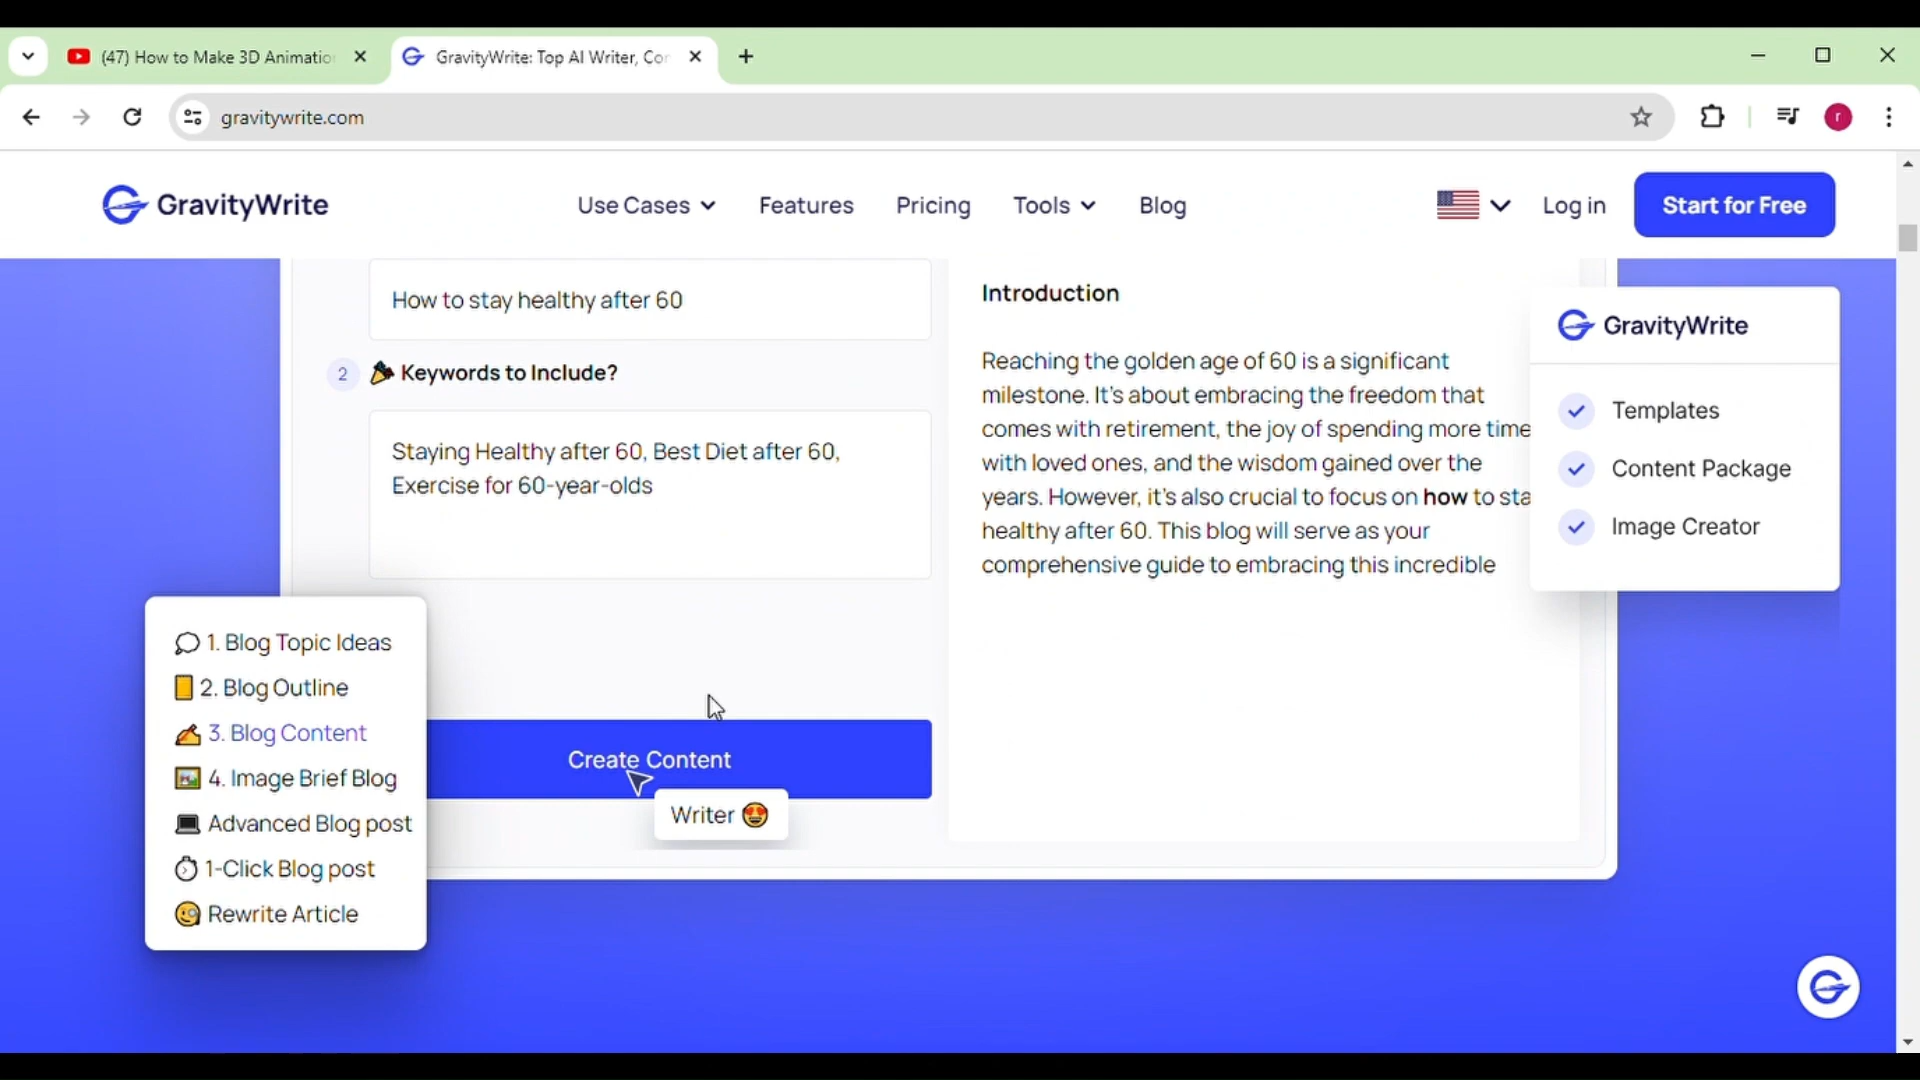 (47) How to Make 3D Animatio
GravityWrite: Top AI Writer, Cor
gravitywrite.com
r
GravityWrite
Use Cases
Features
Pricing
Tools
Blog
Log in
Start for Free
How to stay healthy after 60
2
Keywords to Include?
Staying Healthy after 60, Best Diet after 60,
Exercise for 60-year-olds
Create Content
Writer
Introduction
Reaching the golden age of 60 is a significant
milestone. It's about embracing the freedom that
comes with retirement, the joy of spending more time
with loved ones, and the wisdom gained over the
years. However, it's also crucial to focus on how to sta
healthy after 60. This blog will serve as your
comprehensive guide to embracing this incredible
GravityWrite
Templates
Content Package
Image Creator
1. Blog Topic Ideas
2. Blog Outline
3. Blog Content
4. Image Brief Blog
Advanced Blog post
1-Click Blog post
Rewrite Article